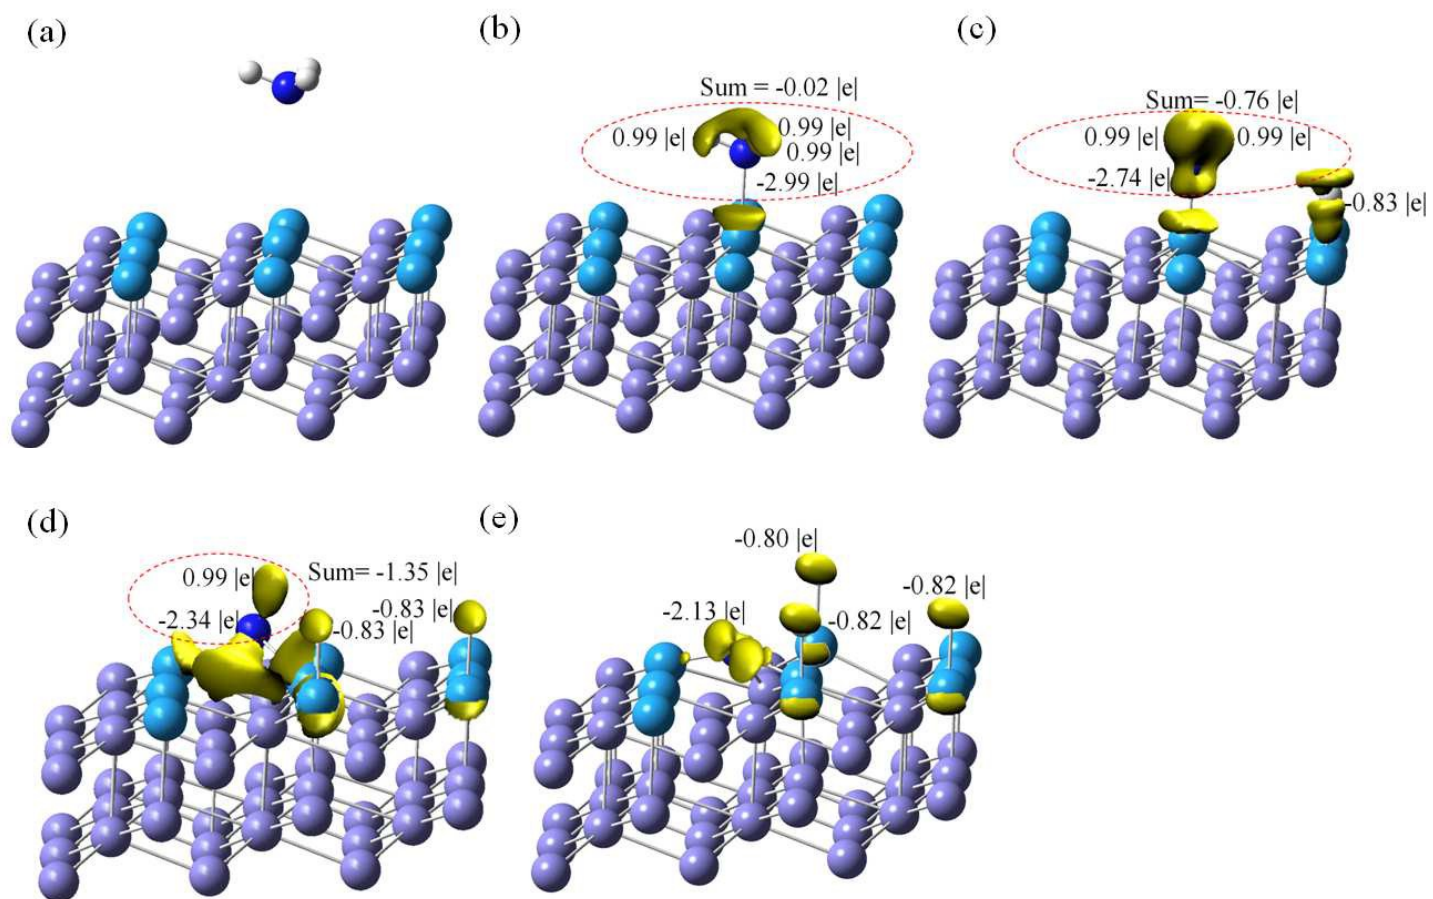 (a)
(b)
(c)
Sum = -0.02 |e|
0.99 |e|
0.99 |e|
0.99 |e|
-2.99 |e|
Sum= -0.76 |e|
0.99 |e|
0.99 |e|
-2.74 |e|
-0.83 |e|
(d)
(e)
0.99 |e|
Sum= -1.35 |e|
-2.34 |e|
-0.83 |e|
-0.83 |e|
-0.80 |e|
-0.82 |e|
-2.13 |e|
-0.82 |e|